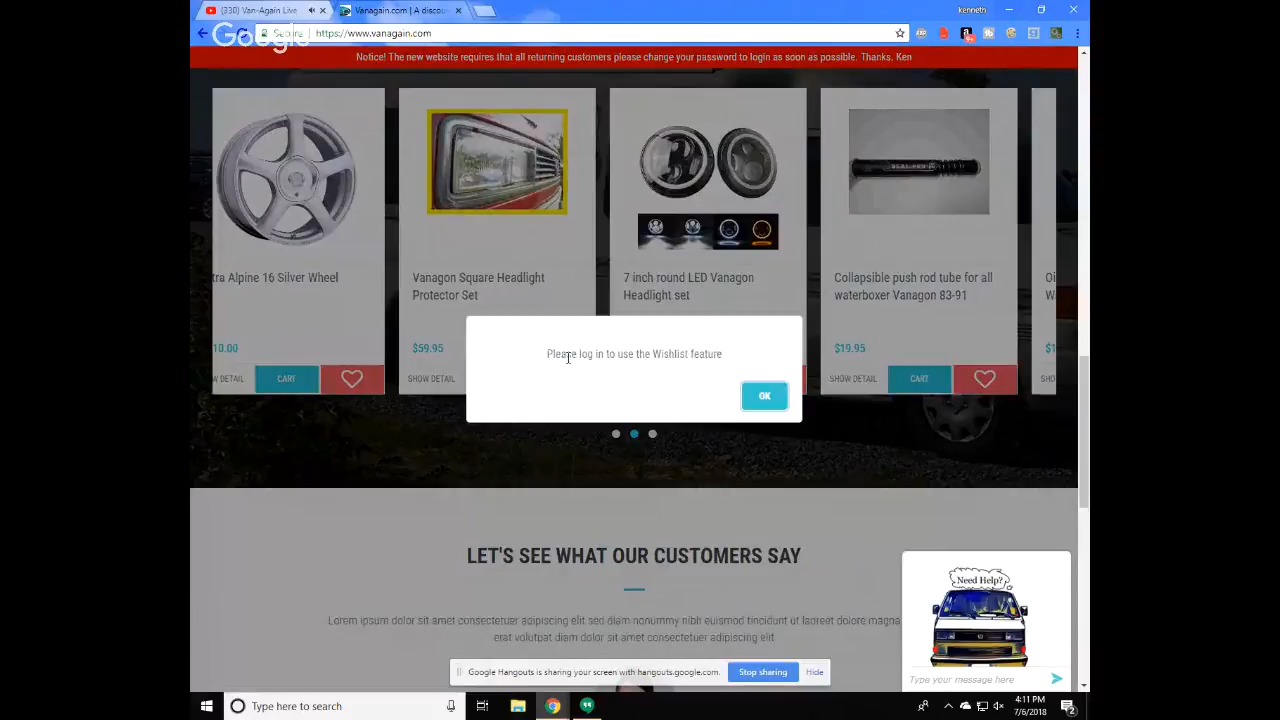 (330) Van-Again Live
Vanagain.com | A discoun
kenneth
Google
Secure
https://www.vanagain.com
Notice! The new website requires that all returning customers please change your password to login as soon as possible. Thanks, Ken
tra Alpine 16 Silver Wheel
Vanagon Square Headlight
Protector Set
7 inch round LED Vanagon
Headlight set
Collapsible push rod tube for all
waterboxer Vanagon 83-91
Oi
W
10.00
$59.95
$19.95
$1
W DETAIL
CART
SHOW DETAIL
SHOW DETAIL
CART
SHO
Please log in to use the Wishlist feature
OK
LET'S SEE WHAT OUR CUSTOMERS SAY
Lorem ipsum dolor sit amet consectetuer adipiscing elit sed diam nonummy nibh euismod tincidunt ut laoreet dolore magna
erat volutpat diam dolor sit amet consectetuer adipiscing elit
Need Help?
Type your message here
Google Hangouts is sharing your screen with hangouts.google.com.
Stop sharing
Hide
Type here to search
4:11 PM
7/6/2018
2